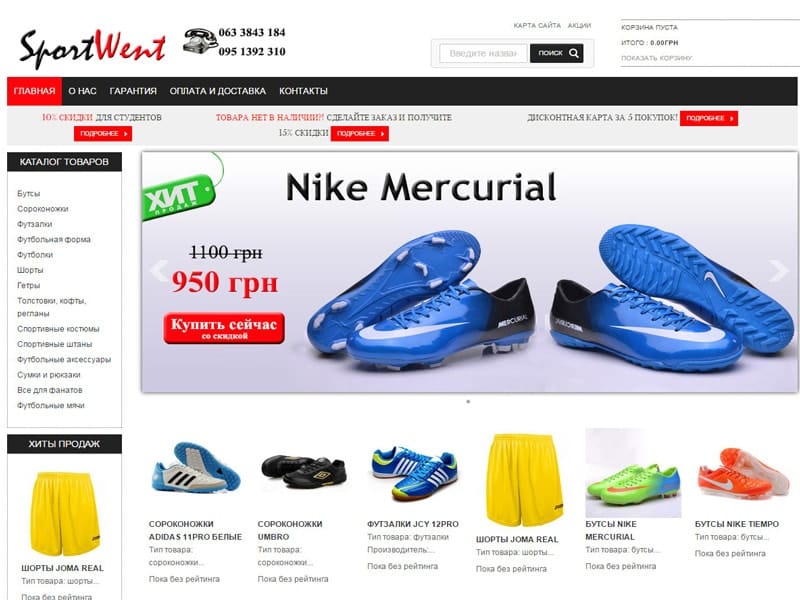 SportWent
063 3843 184
095 1392 310
КАРТА САЙТА АКЦИИ
Введите назван
ПОИСК
КОРЗИНА ПУСТА
ИТОГО : 0.00ГРН
ПОКАЗАТЬ КОРЗИНУ
ГЛАВНАЯ О НАС ГАРАНТИЯ ОПЛАТА И ДОСТАВКА КОНТАКТЫ
10% СКИДКИ ДЛЯ СТУДЕНТОВ
ПОДРОБНЕЕ
ТОВАРА НЕТ В НАЛИЧИИ?! СДЕЛАЙТЕ ЗАКАЗ И ПОЛУЧИТЕ
15% СКИДКИ ПОДРОБНЕЕ
ДИСКОНТНАЯ КАРТА ЗА 5 ПОКУПОК! ПОДРОБНЕЕ
КАТАЛОГ ТОВАРОВ
Бутсы
Сороконожки
Футзалки
Футбольная форма
Футболки
Шорты
Гетры
Толстовки, кофты,
регланы
Спортивные костюмы
Спортивные штаны
Футбольные аксессуары
Сумки и рюкзаки
Все для фанатов
Футбольные мячи
ХИТ
ПРОДАЖ
Nike Mercurial
1100 грн
950 грн
Купить сейчас
со скидкой
MERCURIAL
MERCURIAL
ХИТЫ ПРОДАЖ
ШОРТЫ JOMA REAL
Тип товара: шорты...
Пока без рейтинга
СОРОКОНОЖКИ
ADIDAS 11PRO БЕЛЫЕ
Тип товара:
сороконожки...
Пока без рейтинга
СОРОКОНОЖКИ
UMBRO
Тип товара:
сороконожки...
Пока без рейтинга
ФУТЗАЛКИ JCY 12PRO
Тип товара: футзалки
Производитель:...
Пока без рейтинга
ШОРТЫ JOMA REAL
Тип товара: шорты...
Пока без рейтинга
БУТСЫ NIKE
MERCURIAL
Тип товара: бутсы...
Пока без рейтинга
БУТСЫ NIKE TIEMPO
Тип товара: бутсы...
Пока без рейтинга